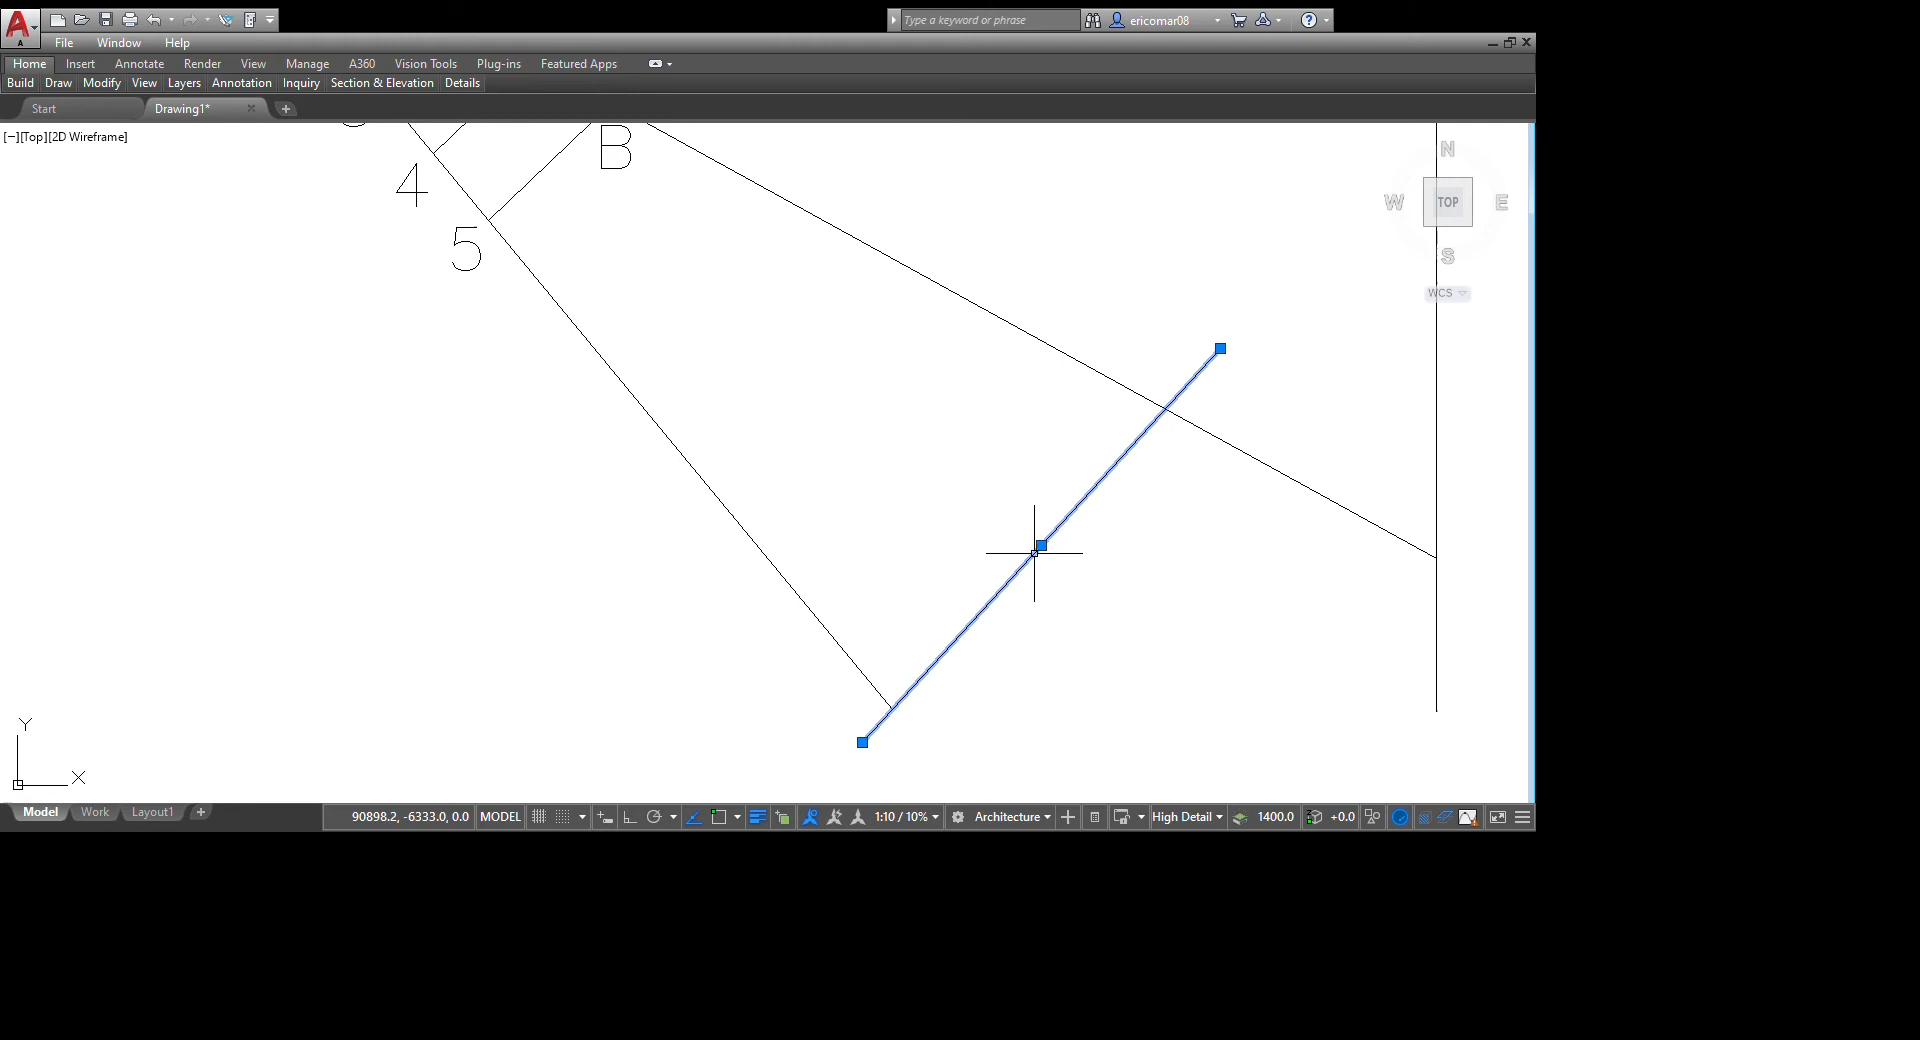 A
Type a keyword or phrase
ericomar08
File Window Help
Home Insert Annotate Render View Manage A360 Vision Tools Plug-ins Featured Apps
Build Draw Modify View Layers Annotation Inquiry Section & Elevation Details
Start Drawing1*
[−][Top][2D Wireframe]
B
N
4
W TOP E
5
S
WCS
Y
X
Model Work Layout1
90898.2, -6333.0, 0.0 MODEL 1:10 / 10% Architecture High Detail 1400.0 +0.0